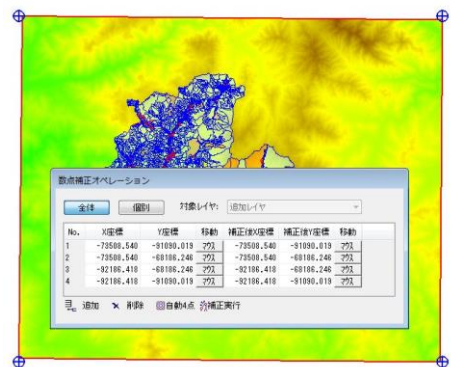 数点補正オペレーション
全体 個別 対象レイヤ: 追加レイヤ
No. X座標 Y座標 移動 補正後X座標 補正後Y座標 移動
1 -73508.540 -91090.019 マウス -73508.540 -91090.019 マウス
2 -73508.540 -68186.246 マウス -73508.540 -68186.246 マウス
3 -92186.418 -68186.246 マウス -92186.418 -68186.246 マウス
4 -92186.418 -91090.019 マウス -92186.418 -91090.019 マウス
追加 削除 自動4点 補正実行